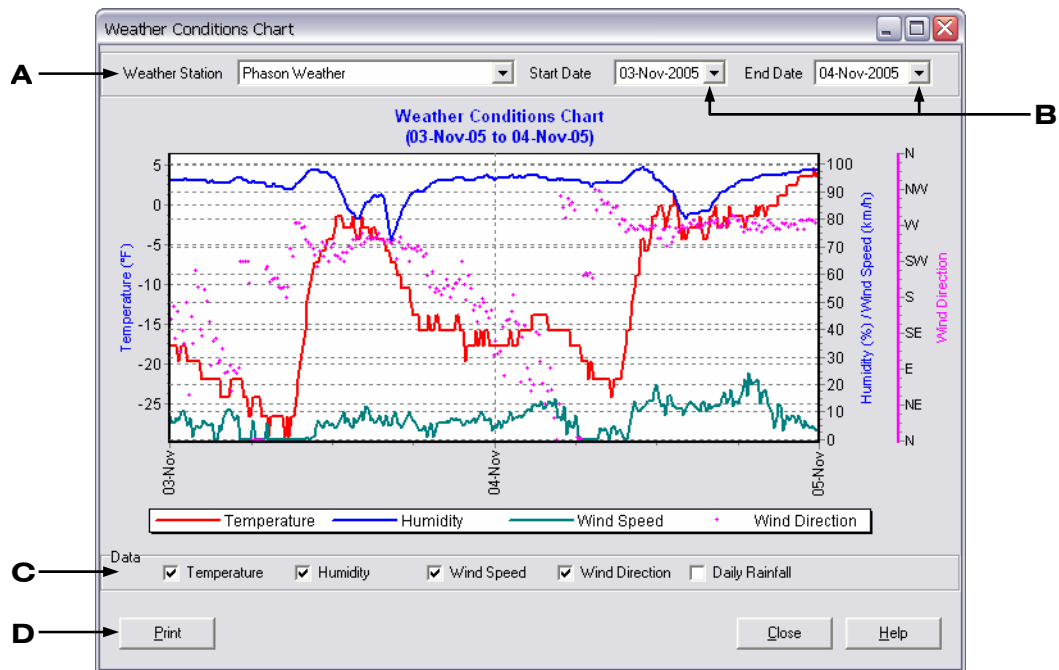 Weather Conditions Chart
A
Weather Station Phason Weather Start Date 03-Nov-2005 End Date 04-Nov-2005
B
Weather Conditions Chart
(03-Nov-05 to 04-Nov-05)
Temperature (°F)
5
0
-5
-10
-15
-20
-25
100
90
80
70
60
50
40
30
20
10
0
Humidity (%) / Wind Speed (km/h)
N
NW
W
SW
S
SE
E
NE
N
Wind Direction
03-Nov
04-Nov
05-Nov
Temperature Humidity Wind Speed Wind Direction
Data
C
Temperature Humidity Wind Speed Wind Direction Daily Rainfall
D
Print Close Help